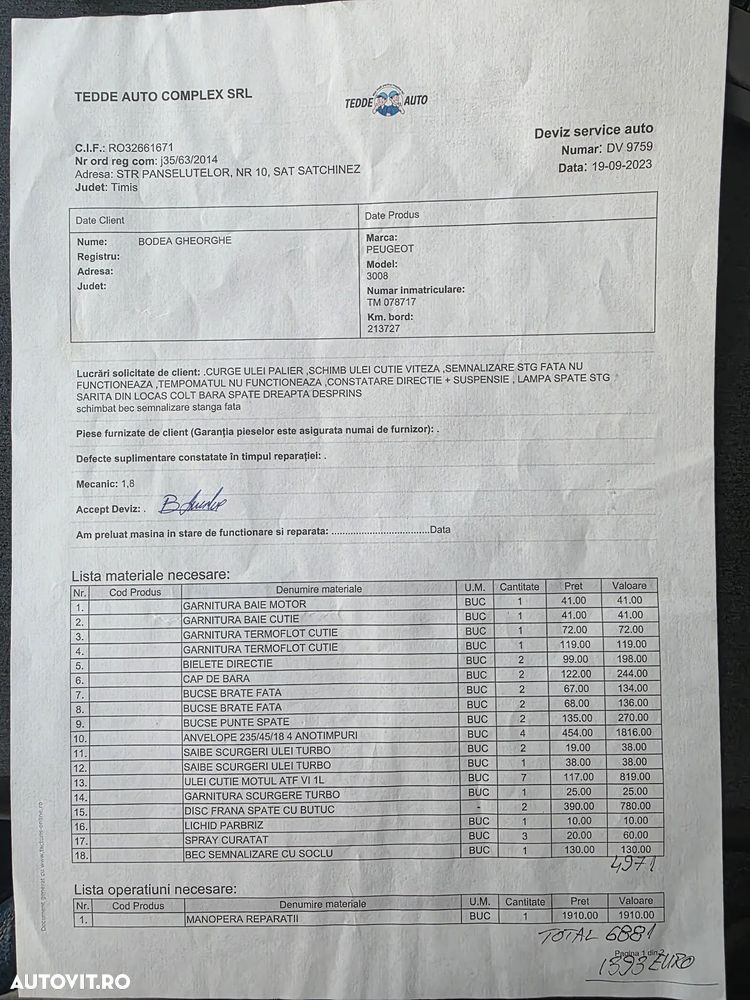 TEDDE AUTO COMPLEX SRL
TEDDE AUTO
C.I.F.: RO32661671
Nr ord reg com: j35/63/2014
Adresa: STR PANSELUTELOR, NR 10, SAT SATCHINEZ
Judet: Timis
Deviz service auto
Numar: DV 9759
Data: 19-09-2023
Date Client
Nume: BODEA GHEORGHE
Registru:
Adresa:
Judet:
Date Produs
Marca:
PEUGEOT
Model:
3008
Numar inmatriculare:
TM 078717
Km. bord:
213727
Lucrări solicitate de client: .CURGE ULEI PALIER ,SCHIMB ULEI CUTIE VITEZA ,SEMNALIZARE STG FATA NU
FUNCTIONEAZA ,TEMPOMATUL NU FUNCTIONEAZA ,CONSTATARE DIRECTIE + SUSPENSIE , LAMPA SPATE STG
SARITA DIN LOCAS COLT BARA SPATE DREAPTA DESPRINS
schimbat bec semnalizare stanga fata
Piese furnizate de client (Garanția pieselor este asigurata numai de furnizor): .
Defecte suplimentare constatate în timpul reparației: .
Mecanic: 1,8
Accept Deviz: .
Am preluat masina in stare de functionare si reparata: ...................................Data
Lista materiale necesare:
Nr. Cod Produs Denumire materiale U.M. Cantitate Pret Valoare
1. GARNITURA BAIE MOTOR BUC 1 41.00 41.00
2. GARNITURA BAIE CUTIE BUC 1 41.00 41.00
3. GARNITURA TERMOFLOT CUTIE BUC 1 72.00 72.00
4. GARNITURA TERMOFLOT CUTIE BUC 1 119.00 119.00
5. BIELETE DIRECTIE BUC 2 99.00 198.00
6. CAP DE BARA BUC 2 122.00 244.00
7. BUCSE BRATE FATA BUC 2 67.00 134.00
8. BUCSE BRATE FATA BUC 2 68.00 136.00
9. BUCSE PUNTE SPATE BUC 2 135.00 270.00
10. ANVELOPE 235/45/18 4 ANOTIMPURI BUC 4 454.00 1816.00
11. SAIBE SCURGERI ULEI TURBO BUC 2 19.00 38.00
12. SAIBE SCURGERI ULEI TURBO BUC 1 38.00 38.00
13. ULEI CUTIE MOTUL ATF VI 1L BUC 7 117.00 819.00
14. GARNITURA SCURGERE TURBO BUC 1 25.00 25.00
15. DISC FRANA SPATE CU BUTUC - 2 390.00 780.00
16. LICHID PARBRIZ BUC 1 10.00 10.00
17. SPRAY CURATAT BUC 3 20.00 60.00
18. BEC SEMNALIZARE CU SOCLU BUC 1 130.00 130.00
4971
Lista operatiuni necesare:
Nr. Cod Produs Denumire materiale U.M. Cantitate Pret Valoare
1. MANOPERA REPARATII BUC 1 1910.00 1910.00
TOTAL 6881
Pagina 1 din 2
1393 EURO
AUTOVIT.RO